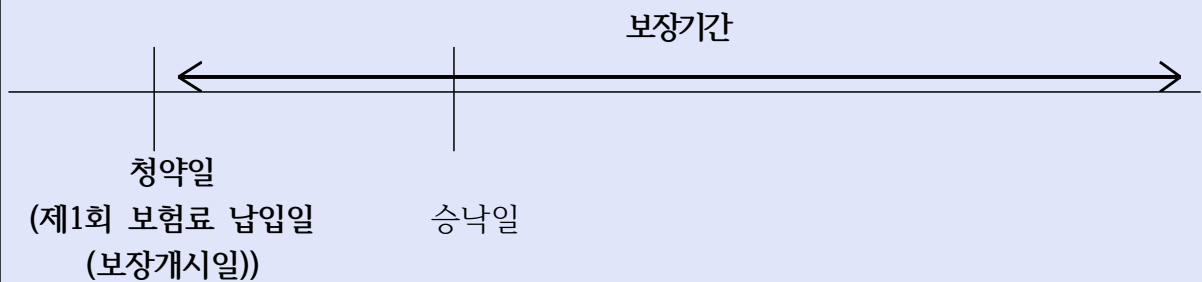 보장기간
청약일
(제1회 보험료 납입일
(보장개시일))
승낙일